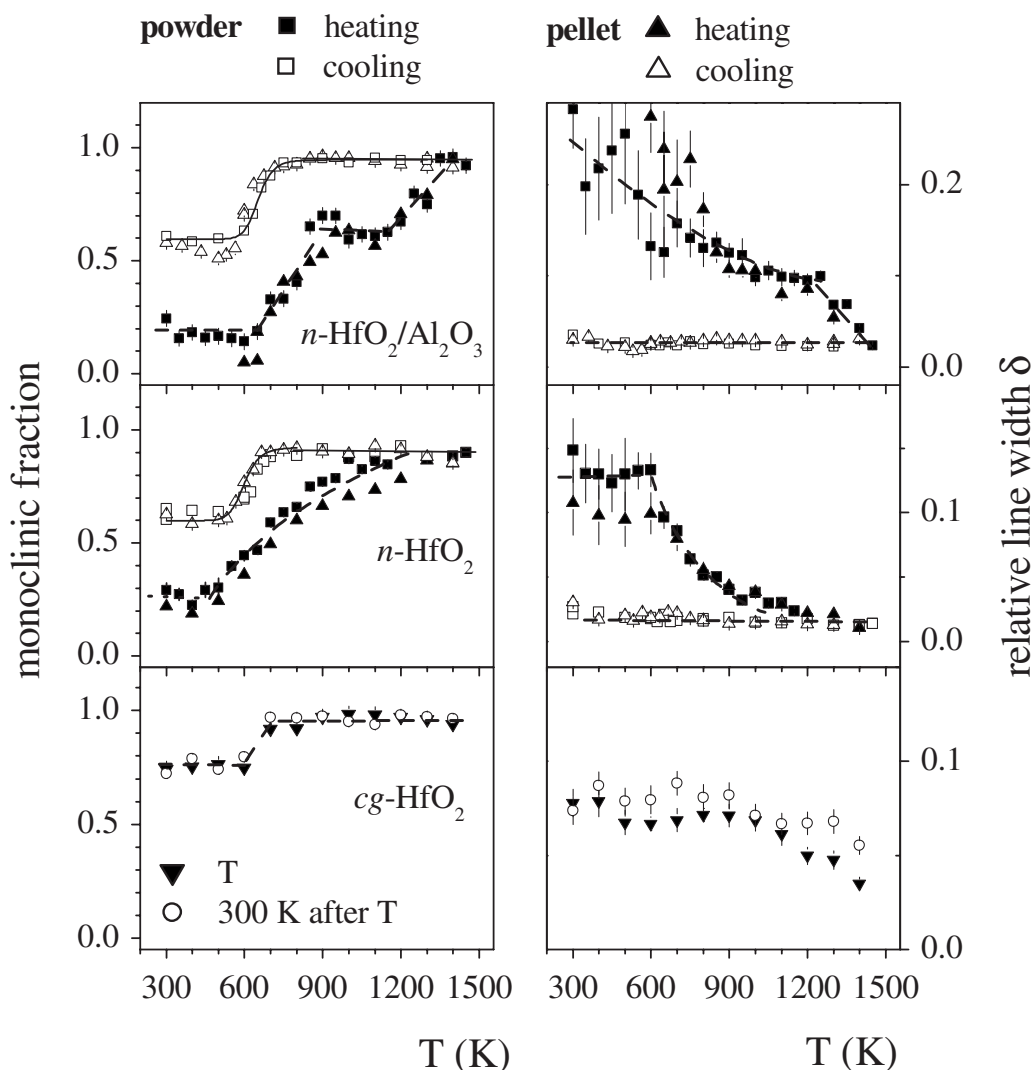 powder heating
cooling
pellet heating
cooling
monoclinic fraction
1.0
0.5
0.0
n-HfO₂/Al₂O₃
1.0
0.5
0.0
n-HfO₂
1.0
0.5
0.0
cg-HfO₂
T
300 K after T
300 600 900 1200 1500
T (K)
0.2
0.0
0.1
0.0
0.1
0.0
relative line width δ
300 600 900 1200 1500
T (K)